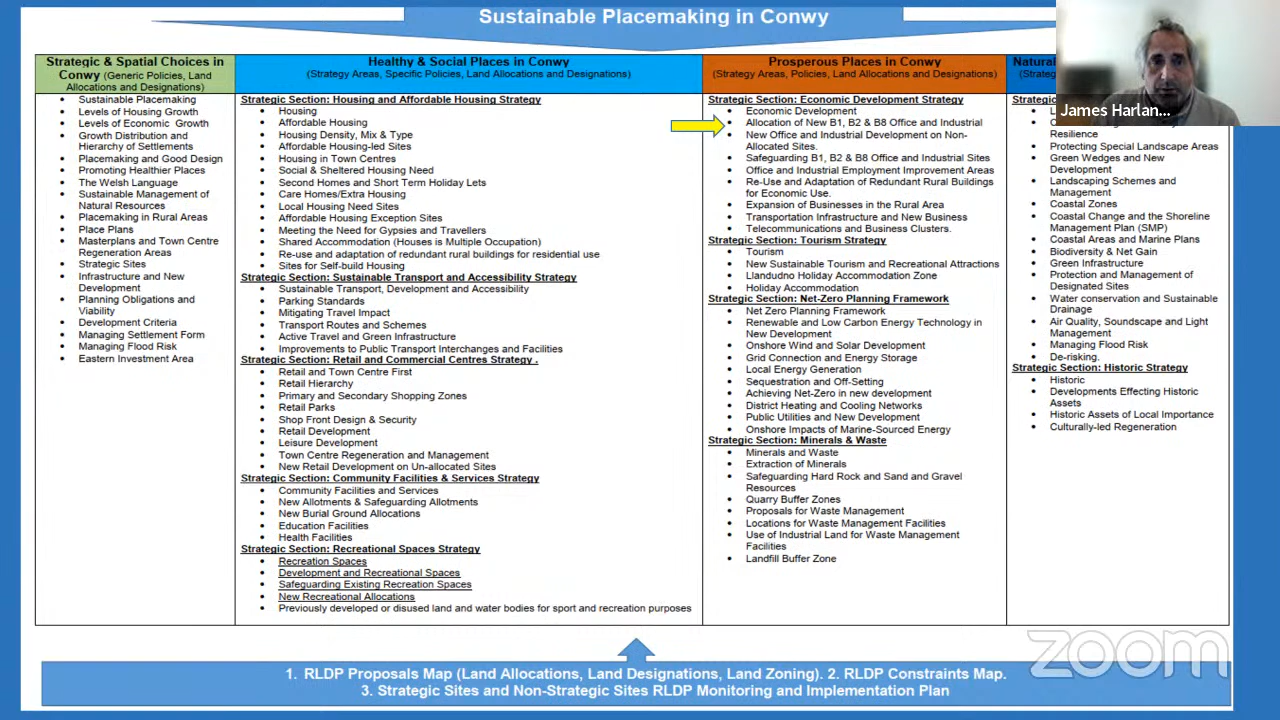 Sustainable Placemaking in Conwy
Strategic & Spatial Choices in
Conwy (Generic Policies, Land
Allocations and Designations)
• Sustainable Placemaking
• Levels of Housing Growth
• Levels of Economic Growth
• Growth Distribution and
Hierarchy of Settlements
• Placemaking and Good Design
• Promoting Healthier Places
• The Welsh Language
• Sustainable Management of
Natural Resources
• Placemaking in Rural Areas
• Place Plans
• Masterplans and Town Centre
Regeneration Areas
• Strategic Sites
• Infrastructure and New
Development
• Planning Obligations and
Viability
• Development Criteria
• Managing Settlement Form
• Managing Flood Risk
• Eastern Investment Area
Healthy & Social Places in Conwy
(Strategy Areas, Specific Policies, Land Allocations and Designations)
Strategic Section: Housing and Affordable Housing Strategy
• Housing
• Affordable Housing
• Housing Density, Mix & Type
• Affordable Housing-led Sites
• Housing in Town Centres
• Social & Sheltered Housing Need
• Second Homes and Short Term Holiday Lets
• Care Homes/Extra Housing
• Local Housing Need Sites
• Affordable Housing Exception Sites
• Meeting the Need for Gypsies and Travellers
• Shared Accommodation (Houses is Multiple Occupation)
• Re-use and adaptation of redundant rural buildings for residential use
• Sites for Self-build Housing
Strategic Section: Sustainable Transport and Accessibility Strategy
• Sustainable Transport, Development and Accessibility
• Parking Standards
• Mitigating Travel Impact
• Transport Routes and Schemes
• Active Travel and Green Infrastructure
• Improvements to Public Transport Interchanges and Facilities
Strategic Section: Retail and Commercial Centres Strategy .
• Retail and Town Centre First
• Retail Hierarchy
• Primary and Secondary Shopping Zones
• Retail Parks
• Shop Front Design & Security
• Retail Development
• Leisure Development
• Town Centre Regeneration and Management
• New Retail Development on Un-allocated Sites
Strategic Section: Community Facilities & Services Strategy
• Community Facilities and Services
• New Allotments & Safeguarding Allotments
• New Burial Ground Allocations
• Education Facilities
• Health Facilities
Strategic Section: Recreational Spaces Strategy
• Recreation Spaces
• Development and Recreational Spaces
• Safeguarding Existing Recreation Spaces
• New Recreational Allocations
• Previously developed or disused land and water bodies for sport and recreation purposes
Prosperous Places in Conwy
(Strategy Areas, Policies, Land Allocations and Designations)
Strategic Section: Economic Development Strategy
• Economic Development
• Allocation of New B1, B2 & B8 Office and Industrial
• New Office and Industrial Development on Non-
Allocated Sites.
• Safeguarding B1, B2 & B8 Office and Industrial Sites
• Office and Industrial Employment Improvement Areas
• Re-Use and Adaptation of Redundant Rural Buildings
for Economic Use.
• Expansion of Businesses in the Rural Area
• Transportation Infrastructure and New Business
• Telecommunications and Business Clusters.
Strategic Section: Tourism Strategy
• Tourism
• New Sustainable Tourism and Recreational Attractions
• Llandudno Holiday Accommodation Zone
• Holiday Accommodation
Strategic Section: Net-Zero Planning Framework
• Net Zero Planning Framework
• Renewable and Low Carbon Energy Technology in
New Development
• Onshore Wind and Solar Development
• Grid Connection and Energy Storage
• Local Energy Generation
• Sequestration and Off-Setting
• Achieving Net-Zero in new development
• District Heating and Cooling Networks
• Public Utilities and New Development
• Onshore Impacts of Marine-Sourced Energy
Strategic Section: Minerals & Waste
• Minerals and Waste
• Extraction of Minerals
• Safeguarding Hard Rock and Sand and Gravel
Resources
• Quarry Buffer Zones
• Proposals for Waste Management
• Locations for Waste Management Facilities
• Use of Industrial Land for Waste Management
Facilities
• Landfill Buffer Zone
James Harlan...
Resilience
• Protecting Special Landscape Areas
• Green Wedges and New
Development
• Landscaping Schemes and
Management
• Coastal Zones
• Coastal Change and the Shoreline
Management Plan (SMP)
• Coastal Areas and Marine Plans
• Biodiversity & Net Gain
• Green Infrastructure
• Protection and Management of
Designated Sites
• Water conservation and Sustainable
Drainage
• Air Quality, Soundscape and Light
Management
• Managing Flood Risk
• De-risking.
Strategic Section: Historic Strategy
• Historic
• Developments Effecting Historic
Assets
• Historic Assets of Local Importance
• Culturally-led Regeneration
zoom
1. RLDP Proposals Map (Land Allocations, Land Designations, Land Zoning). 2. RLDP Constraints Map.
3. Strategic Sites and Non-Strategic Sites RLDP Monitoring and Implementation Plan